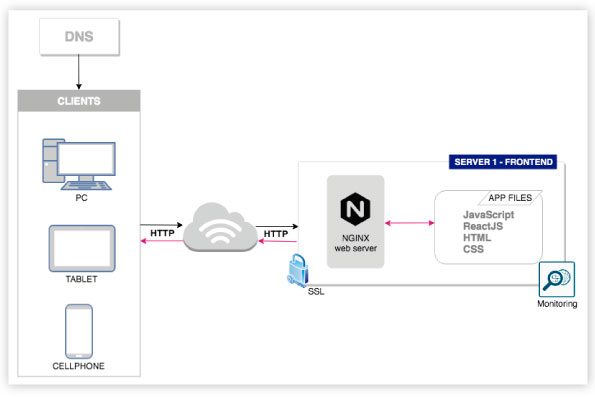 DNS
CLIENTS
PC
TABLET
CELLPHONE
HTTP
HTTP
SERVER 1 - FRONTEND
N
NGINX
web server
APP FILES
JavaScript
ReactJS
HTML
CSS
SSL
Monitoring